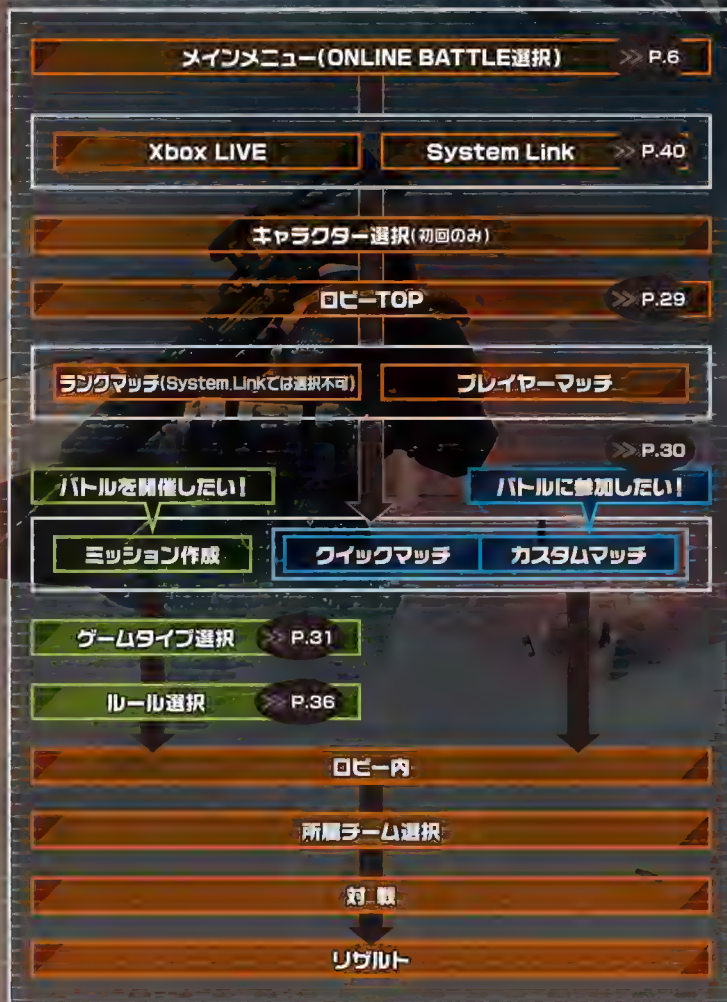 メインメニュー(ONLINE BATTLE選択) >> P.6
Xbox LIVE
System Link >> P.40
キャラクター選択(初回のみ)
ロビーTOP >> P.29
ランクマッチ(System Linkでは選択不可)
プレイヤーマッチ
>> P.30
バトルを開催したい!
バトルに参加したい!
ミッション作成
クイックマッチ
カスタムマッチ
ゲームタイプ選択 >> P.31
ルール選択 >> P.36
ロビー内
所属チーム選択
対 戦
リザルト